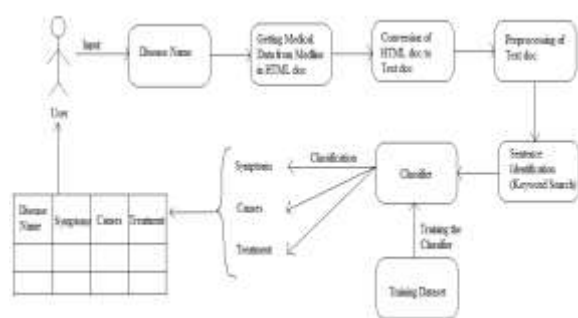 Input
User
Disease Name
Getting Medical
Data from Medline
in HTML doc
Conversion of
HTML doc to
Text doc
Preprocessing of
Text doc
Sentence
Identification
(Keyword Search)
Classifier
Classification
Symptoms
Causes
Treatment
Training the
Classifier
Training Dataset
Disease
Name
Symptoms
Causes
Treatment